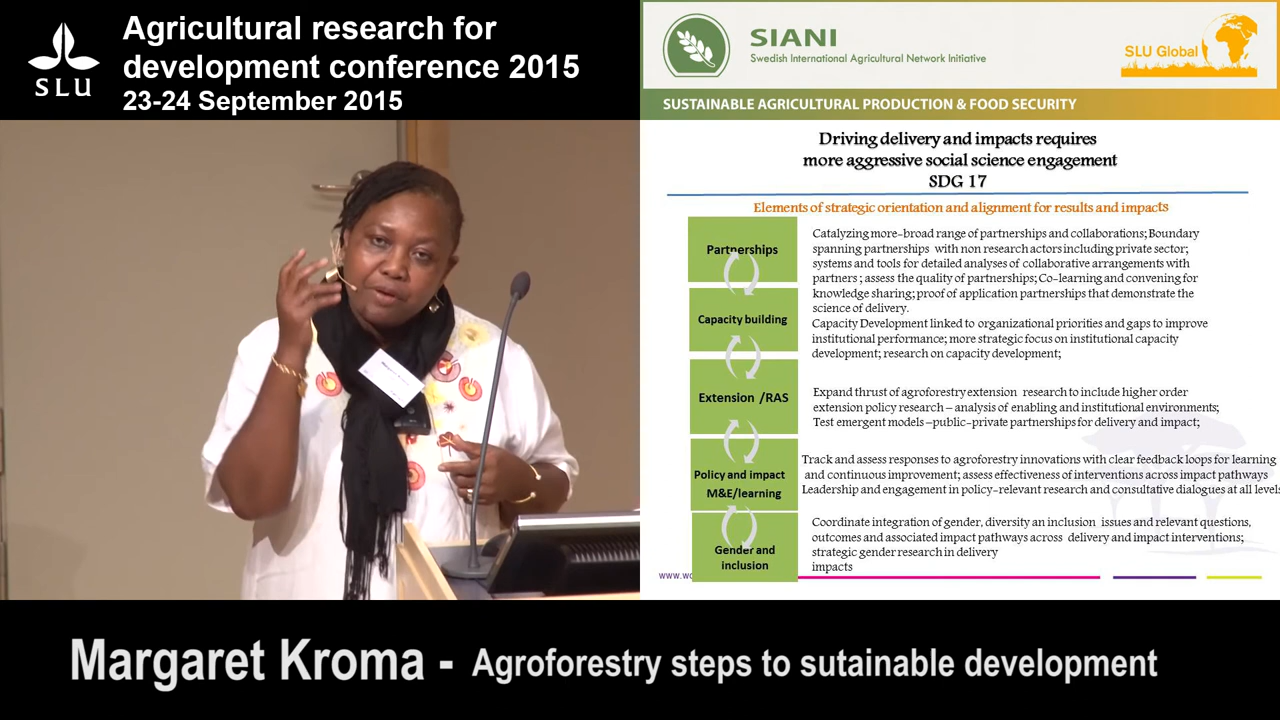 SLU
Agricultural research for
development conference 2015
23-24 September 2015
SIANI
Swedish International Agricultural Network Initiative
SLU Global
SUSTAINABLE AGRICULTURAL PRODUCTION & FOOD SECURITY
Driving delivery and impacts requires
more aggressive social science engagement
SDG 17
Elements of strategic orientation and alignment for results and impacts
Partnerships
Catalyzing more-broad range of partnerships and collaborations; Boundary
spanning partnerships with non research actors including private sector;
systems and tools for detailed analyses of collaborative arrangements with
partners ; assess the quality of partnerships; Co-learning and convening for
knowledge sharing; proof of application partnerships that demonstrate the
science of delivery.
Capacity building
Capacity Development linked to organizational priorities and gaps to improve
institutional performance; more strategic focus on institutional capacity
development; research on capacity development;
Extension /RAS
Expand thrust of agroforestry extension research to include higher order
extension policy research – analysis of enabling and institutional environments;
Test emergent models –public-private partnerships for delivery and impact;
Policy and impact
M&E/learning
Track and assess responses to agroforestry innovations with clear feedback loops for learning
and continuous improvement; assess effectiveness of interventions across impact pathways
Leadership and engagement in policy-relevant research and consultative dialogues at all levels
Gender and
inclusion
Coordinate integration of gender, diversity an inclusion issues and relevant questions,
outcomes and associated impact pathways across delivery and impact interventions;
strategic gender research in delivery
impacts
Margaret Kroma - Agroforestry steps to sutainable development